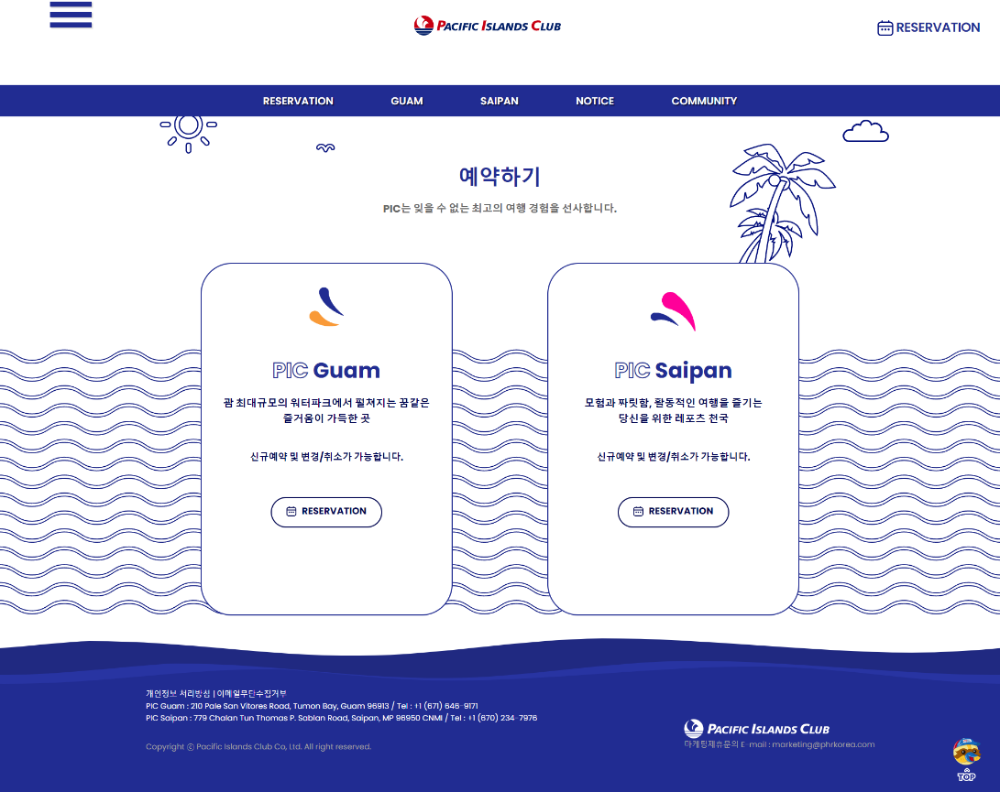 PACIFIC ISLANDS CLUB
RESERVATION
RESERVATION GUAM SAIPAN NOTICE COMMUNITY
예약하기
PIC는 잊을 수 없는 최고의 여행 경험을 선사합니다.
PIC Guam
괌 최대규모의 워터파크에서 펼쳐지는 꿈같은
즐거움이 가득한 곳
신규예약 및 변경/취소가 가능합니다.
RESERVATION
PIC Saipan
모험과 짜릿함, 활동적인 여행을 즐기는
당신을 위한 레포츠 천국
신규예약 및 변경/취소가 가능합니다.
RESERVATION
개인정보 처리방침 | 이메일무단수집거부
PIC Guam : 210 Pale San Vitores Road, Tumon Bay, Guam 96913 / Tel : +1 (671) 646-9171
PIC Saipan : 779 Chalan Tun Thomas P. Sablan Road, Saipan, MP 96950 CNMI / Tel : +1 (670) 234-7976
Copyright ⓒ Pacific Islands Club Co, Ltd. All right reserved.
PACIFIC ISLANDS CLUB
마케팅제휴문의 E-mail : marketing@phrkorea.com
TOP